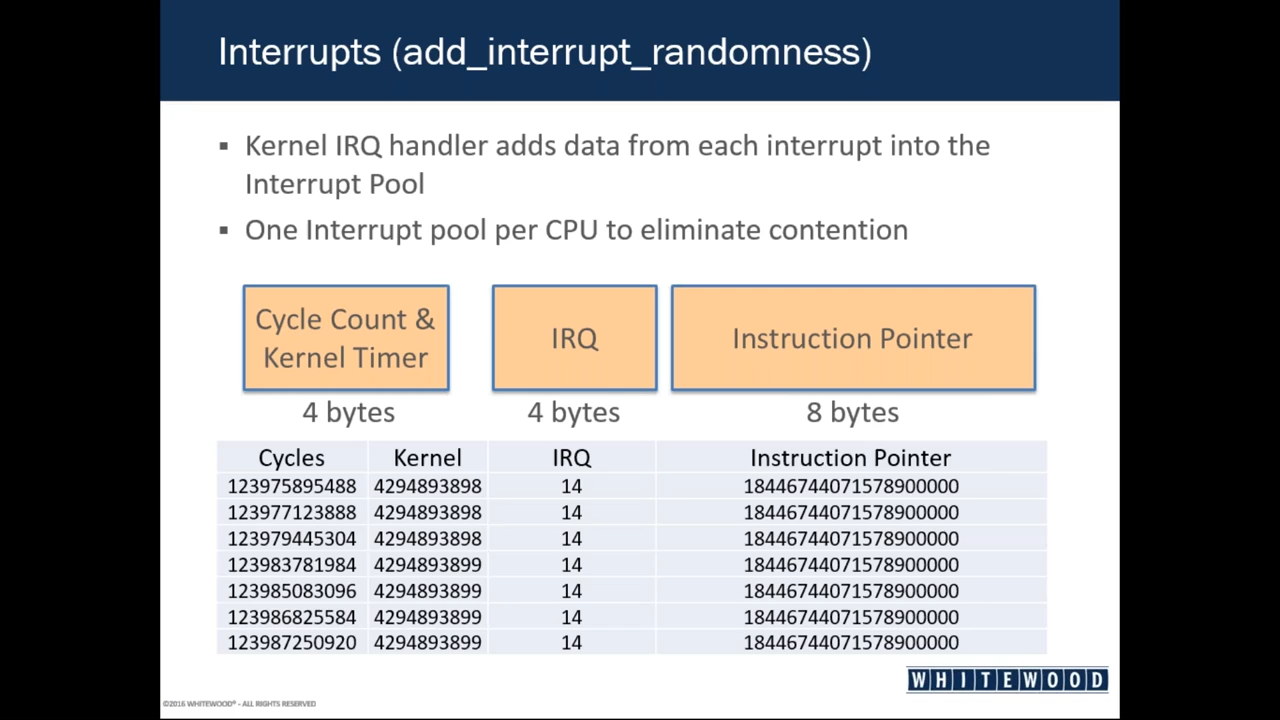 Interrupts (add_interrupt_randomness)
▪ Kernel IRQ handler adds data from each interrupt into the
Interrupt Pool
▪ One Interrupt pool per CPU to eliminate contention
Cycle Count &
Kernel Timer
IRQ
Instruction Pointer
4 bytes 4 bytes 8 bytes
Cycles Kernel IRQ Instruction Pointer
123975895488 4294893898 14 18446744071578900000
123977123888 4294893898 14 18446744071578900000
123979445304 4294893898 14 18446744071578900000
123983781984 4294893899 14 18446744071578900000
123985083096 4294893899 14 18446744071578900000
123986825584 4294893899 14 18446744071578900000
123987250920 4294893899 14 18446744071578900000
WHITEWOOD
©2016 WHITEWOOD® - ALL RIGHTS RESERVED